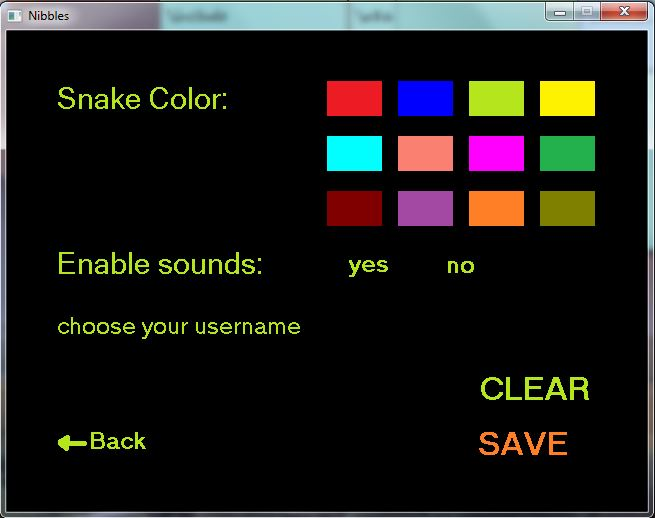 Nibbles
Snake Color:
Enable sounds: yes no
choose your username
CLEAR
Back
SAVE